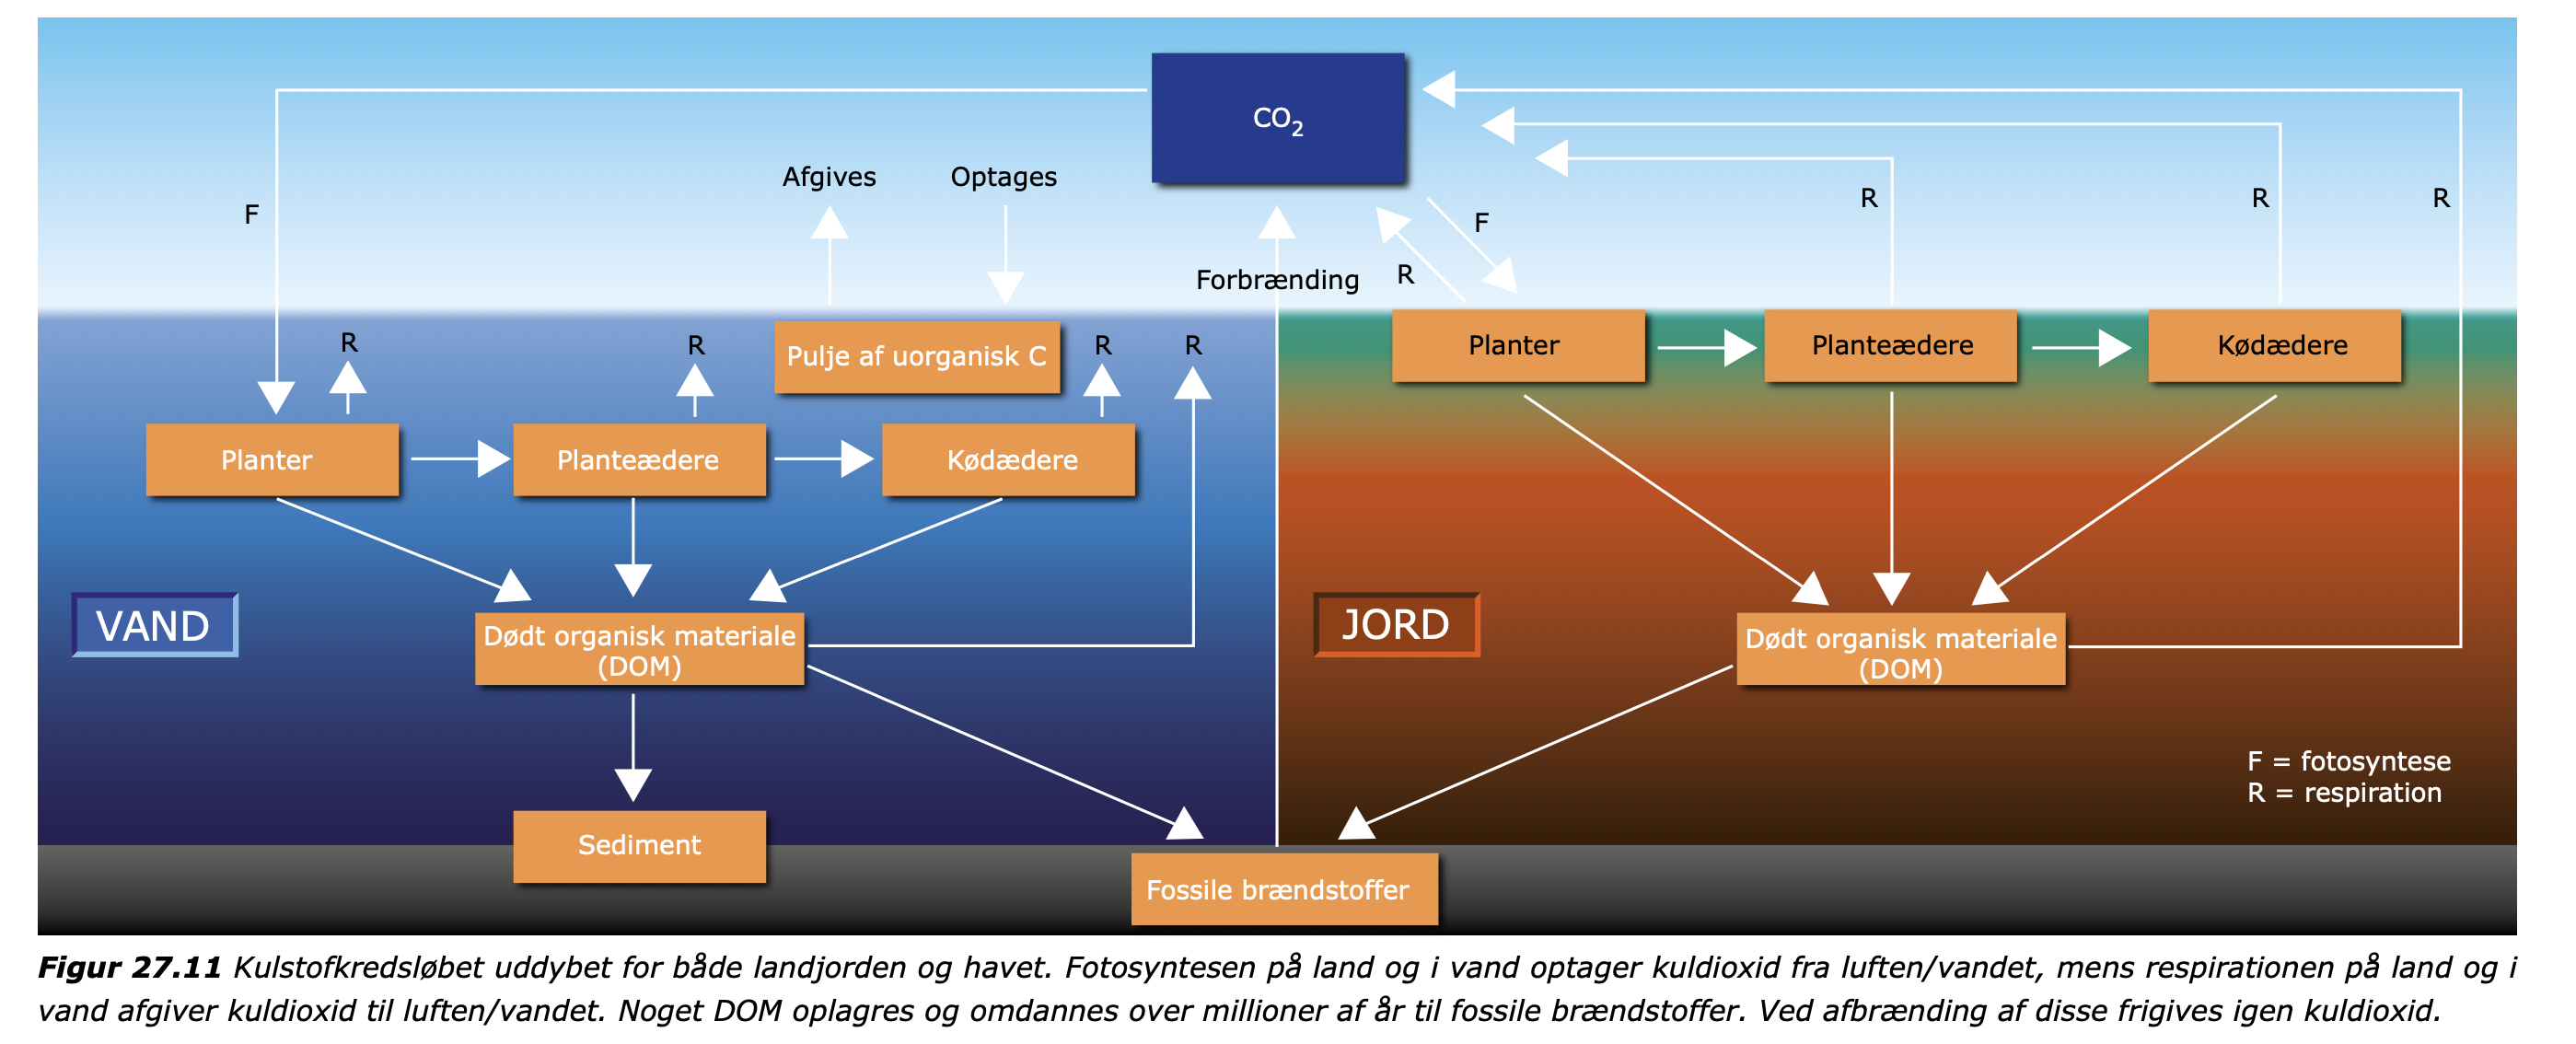 CO2
Afgives
Optages
F
F
R
R
R
R
Forbrænding
R
R
R
R
Pulje af uorganisk C
Planter
Planteædere
Kødædere
Planter
Planteædere
Kødædere
VAND
JORD
Dødt organisk materiale
(DOM)
Dødt organisk materiale
(DOM)
F = fotosyntese
R = respiration
Sediment
Fossile brændstoffer
Figur 27.11 Kulstofkredsløbet uddybet for både landjorden og havet. Fotosyntesen på land og i vand optager kuldioxid fra luften/vandet, mens respirationen på land og i
vand afgiver kuldioxid til luften/vandet. Noget DOM oplagres og omdannes over millioner af år til fossile brændstoffer. Ved afbrænding af disse frigives igen kuldioxid.